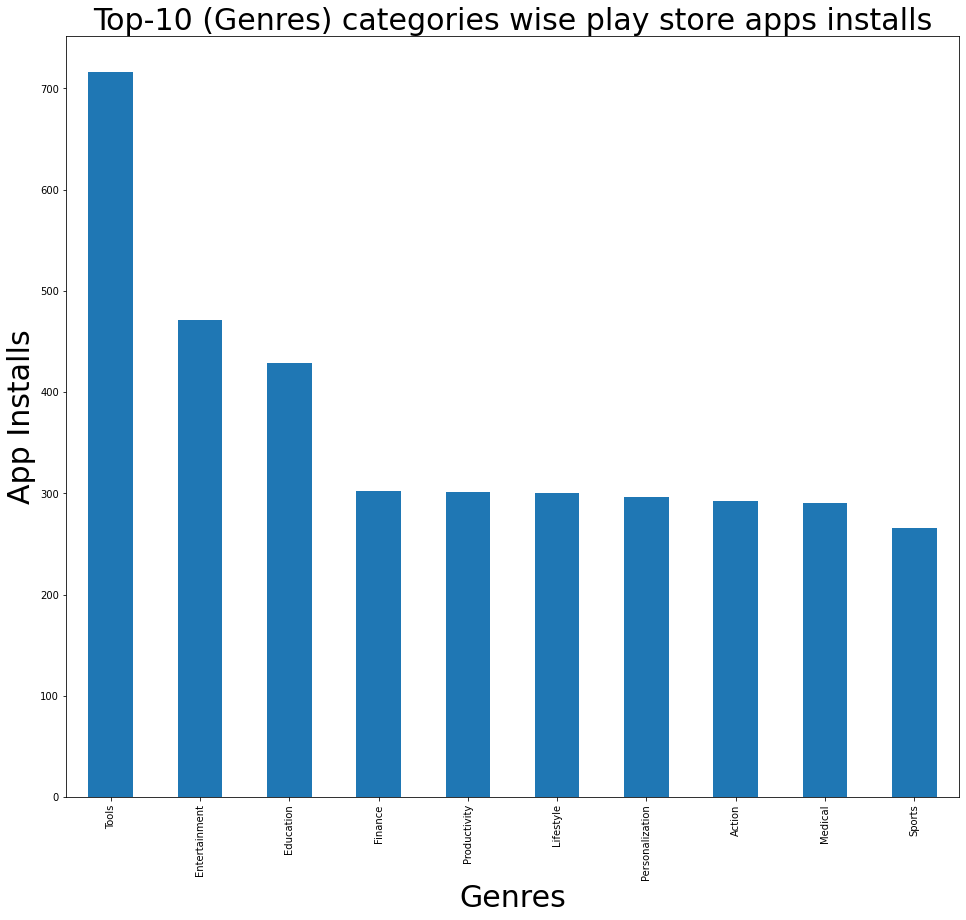 Top-10 (Genres) categories wise play store apps installs
App Installs
700
600
500
400
300
200
100
0
Tools
Entertainment
Education
Finance
Productivity
Lifestyle
Personalization
Action
Medical
Sports
Genres